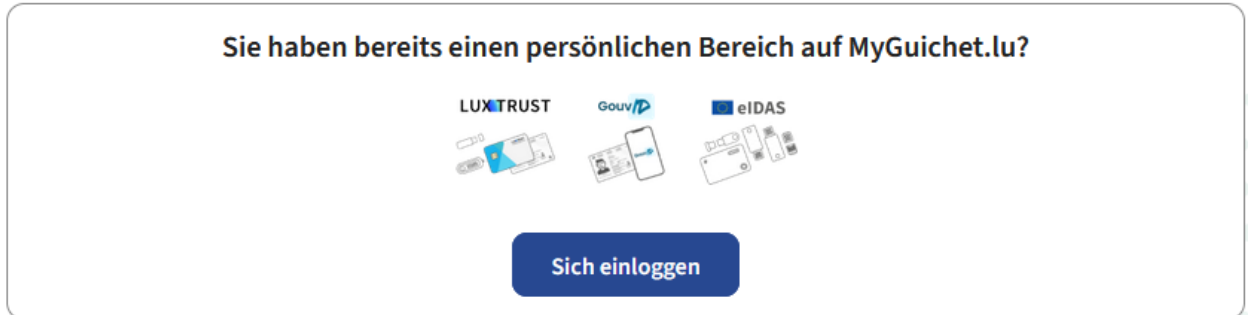 Sie haben bereits einen persönlichen Bereich auf MyGuichet.lu?
LUXTRUST GouvID eIDAS
Sich einloggen